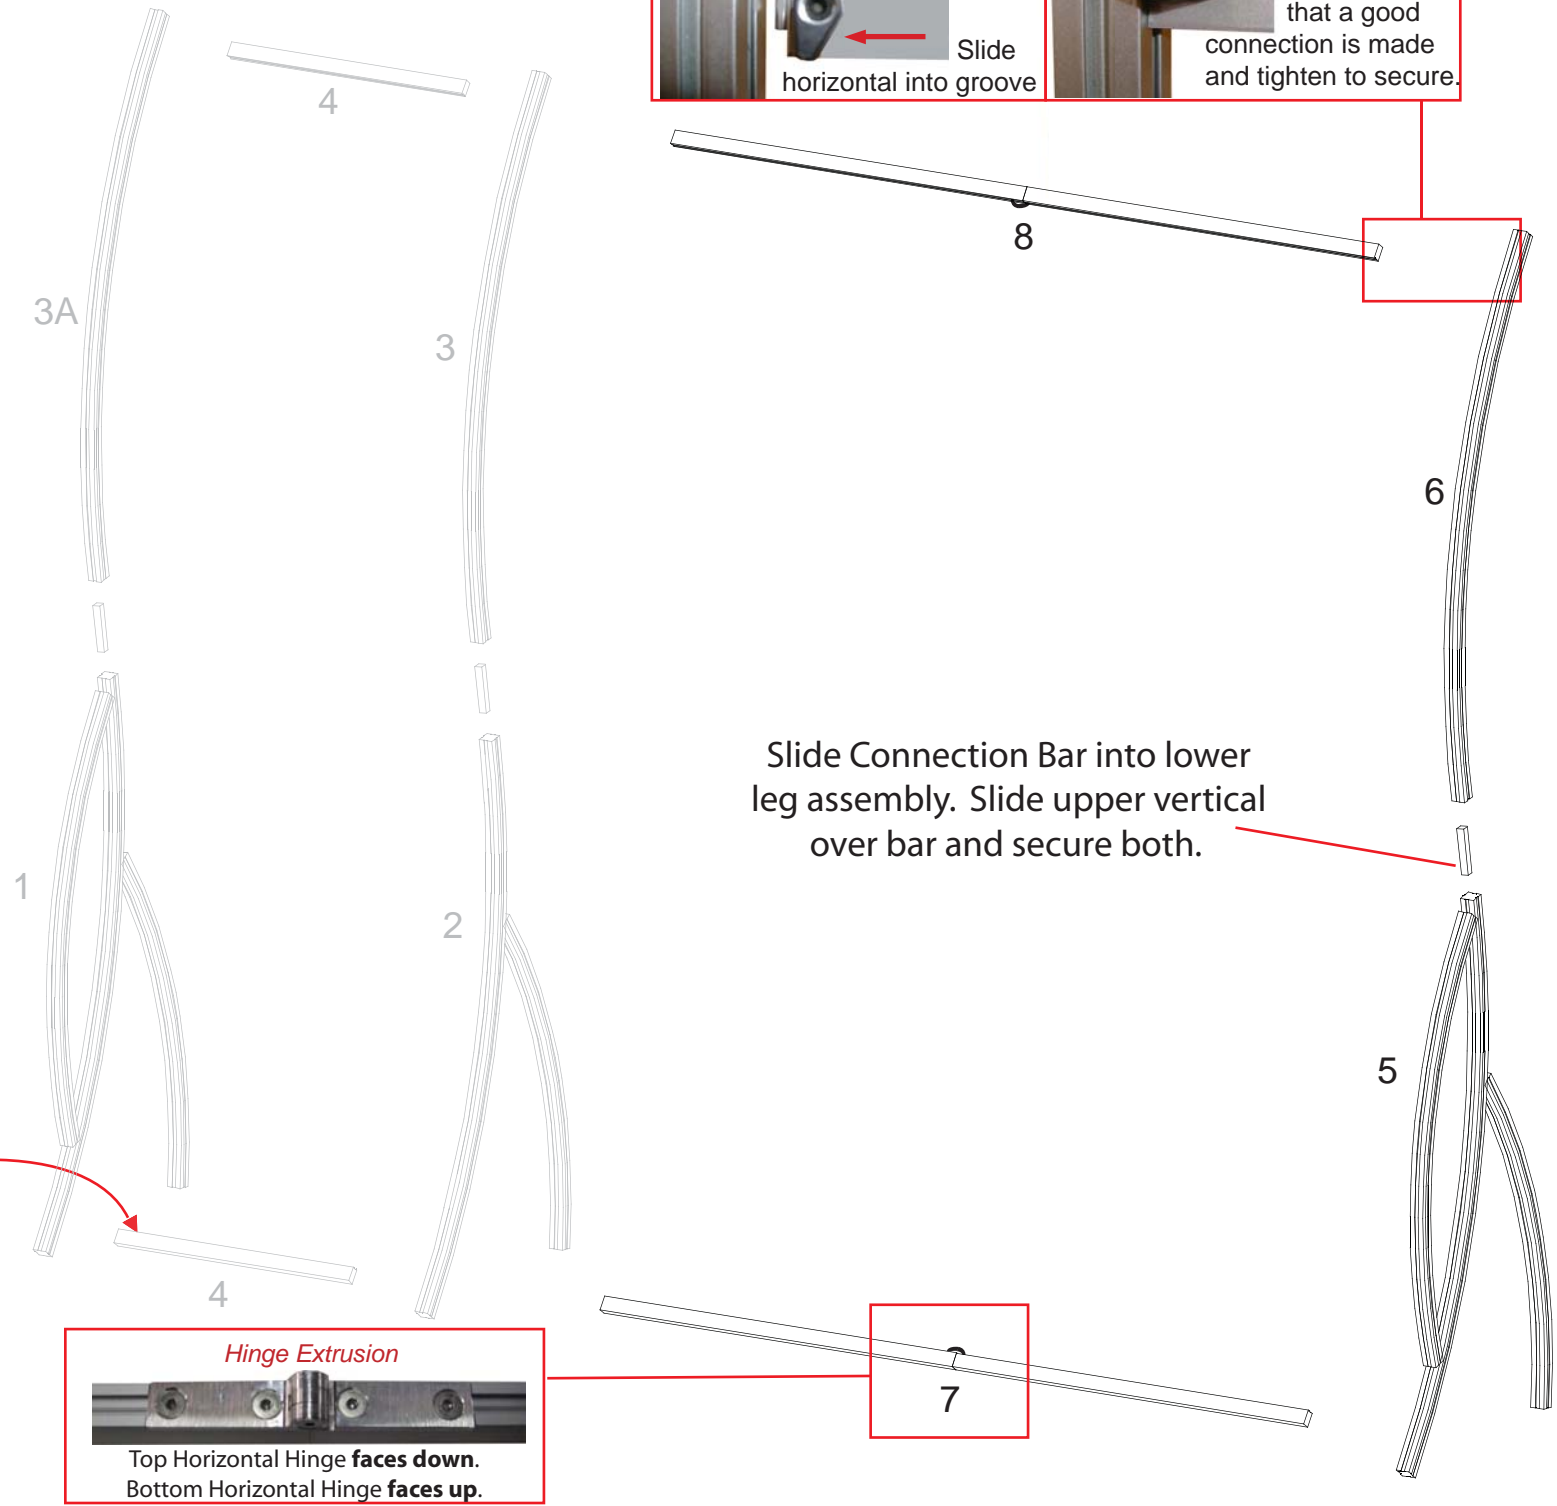 Slide
horizontal into groove
that a good
connection is made
and tighten to secure.
4
8
3A
3
6
Slide Connection Bar into lower
leg assembly. Slide upper vertical
over bar and secure both.
1
2
5
4
7
Hinge Extrusion
Top Horizontal Hinge faces down.
Bottom Horizontal Hinge faces up.